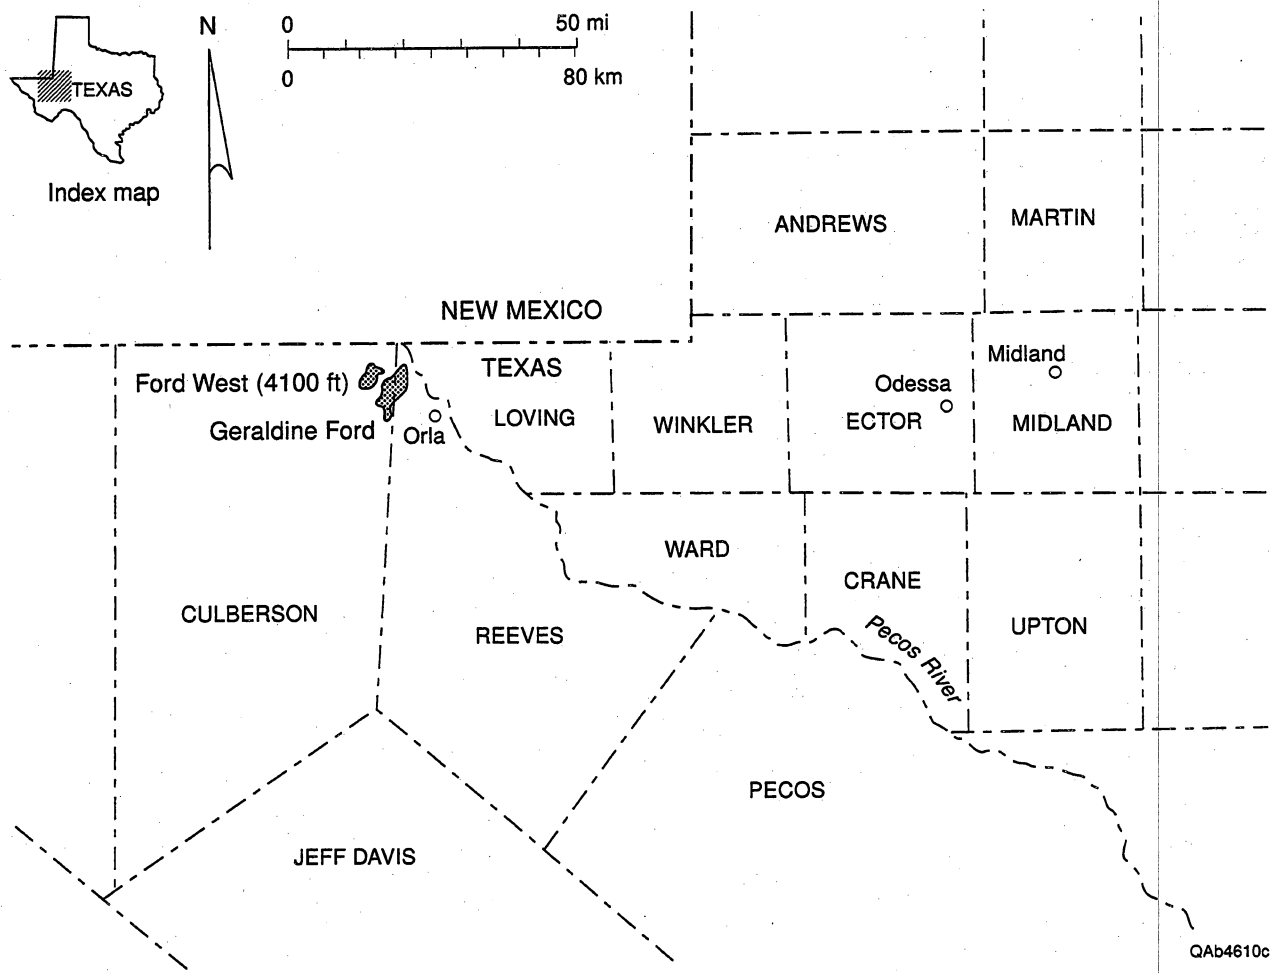 N
0 50 mi
0 80 km
TEXAS
Index map
ANDREWS
MARTIN
NEW MEXICO
TEXAS
Midland
Ford West (4100 ft)
Odessa
LOVING
WINKLER
ECTOR
MIDLAND
Geraldine Ford
Orla
WARD
CRANE
CULBERSON
REEVES
Pecos River
UPTON
PECOS
JEFF DAVIS
QAb4610c